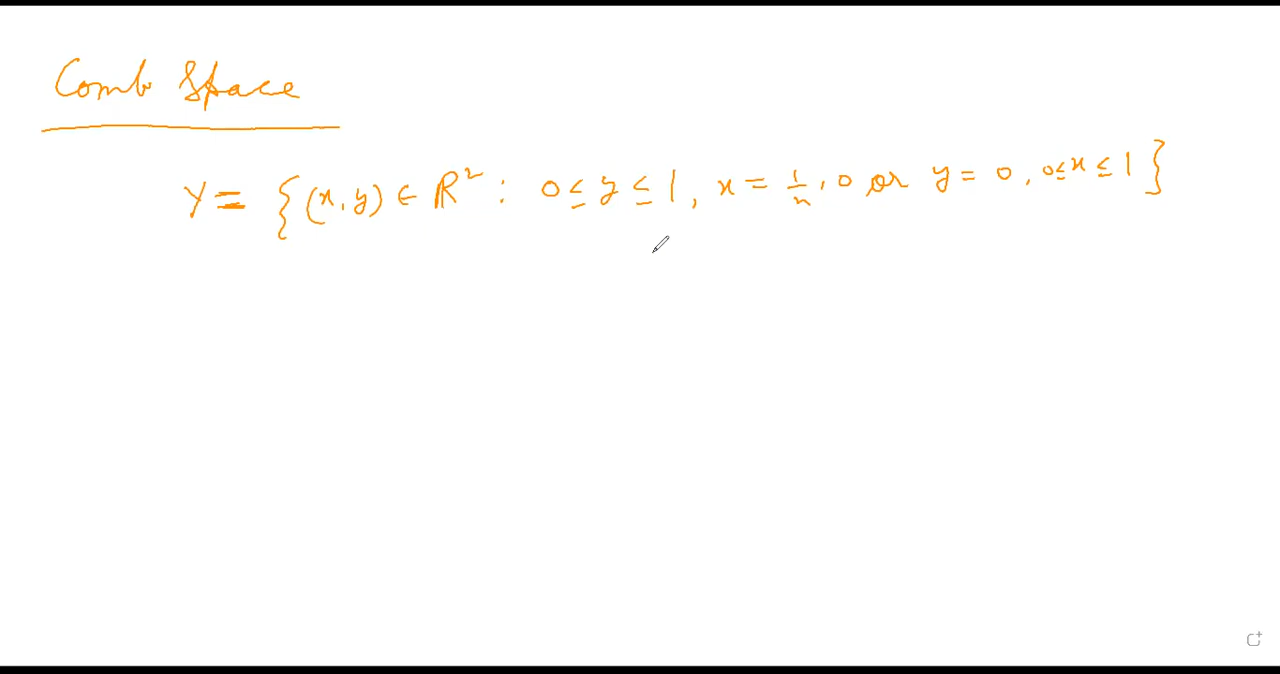 Comb Space
Y = {(x, y) ∈ ℝ² : 0 ≤ y ≤ 1, x = 1/n, 0 or y = 0, 0 ≤ x ≤ 1}